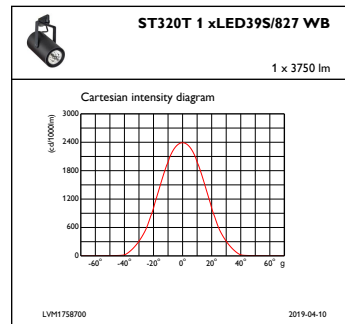 ST320T 1 xLED39S/827 WB
1 x 3750 lm
Cartesian intensity diagram
(cd/1000lm)
3000
2400
1800
1200
600
0
-60° -40° -20° 0° 20° 40° 60° g
LVM1758700 2019-04-10